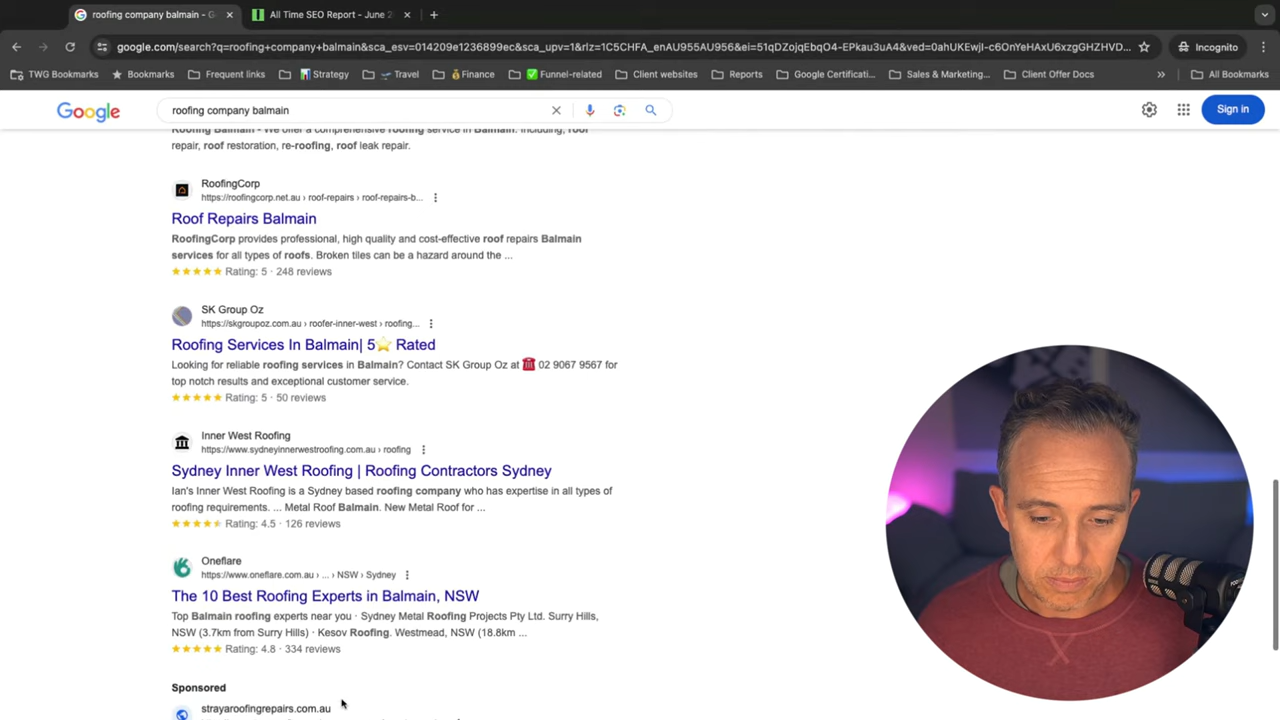 roofing company balmain - G
All Time SEO Report - June 2
google.com/search?q=roofing+company+balmain&sca_esv=014209e1236899ec&sca_upv=1&rlz=1C5CHFA_enAU955AU956&ei=51qDZojqEbqO4-EPkau3uA4&ved=0ahUKEwjI-c6OnYeHAxU6xzgGHZHVD...
Incognito
TWG Bookmarks
Bookmarks
Frequent links
Strategy
Travel
Finance
Funnel-related
Client websites
Reports
Google Certificati...
Sales & Marketing...
Client Offer Docs
All Bookmarks
Google
roofing company balmain
Sign in
Roofing Balmain - We offer a comprehensive roofing service in Balmain. Including, roof
repair, roof restoration, re-roofing, roof leak repair.
RoofingCorp
https://roofingcorp.net.au › roof-repairs › roof-repairs-b...
Roof Repairs Balmain
RoofingCorp provides professional, high quality and cost-effective roof repairs Balmain
services for all types of roofs. Broken tiles can be a hazard around the ...
Rating: 5 · 248 reviews
SK Group Oz
https://skgroupoz.com.au › roofer-inner-west › roofing...
Roofing Services In Balmain| 5⭐ Rated
Looking for reliable roofing services in Balmain? Contact SK Group Oz at ☎️ 02 9067 9567 for
top notch results and exceptional customer service.
Rating: 5 · 50 reviews
Inner West Roofing
https://www.sydneyinnerwestroofing.com.au › roofing
Sydney Inner West Roofing | Roofing Contractors Sydney
Ian's Inner West Roofing is a Sydney based roofing company who has expertise in all types of
roofing requirements. ... Metal Roof Balmain. New Metal Roof for ...
Rating: 4.5 · 126 reviews
Oneflare
https://www.oneflare.com.au › ... › NSW › Sydney
The 10 Best Roofing Experts in Balmain, NSW
Top Balmain roofing experts near you · Sydney Metal Roofing Projects Pty Ltd. Surry Hills,
NSW (3.7km from Surry Hills) · Kesov Roofing. Westmead, NSW (18.8km ...
Rating: 4.8 · 334 reviews
Sponsored
strayaroofingrepairs.com.au